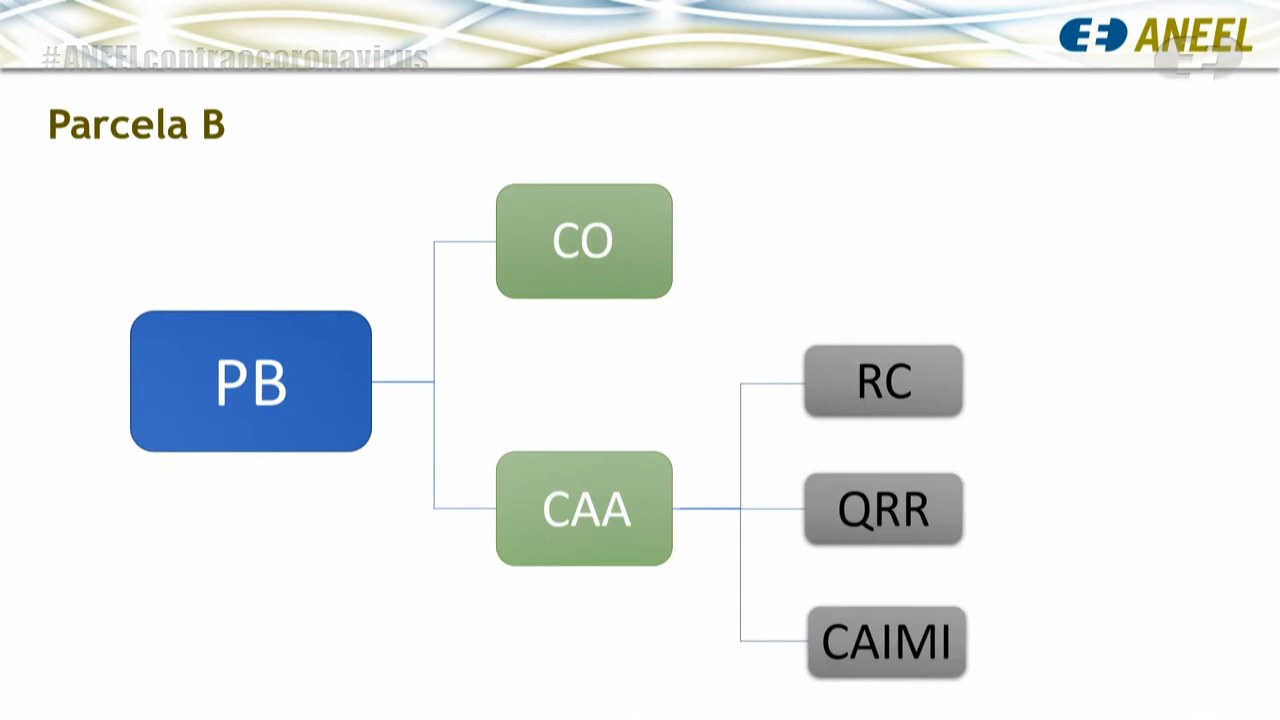 #ANEELcontraocoronavirus
ANEEL
Parcela B
CO
PB
RC
CAA
QRR
CAIMI